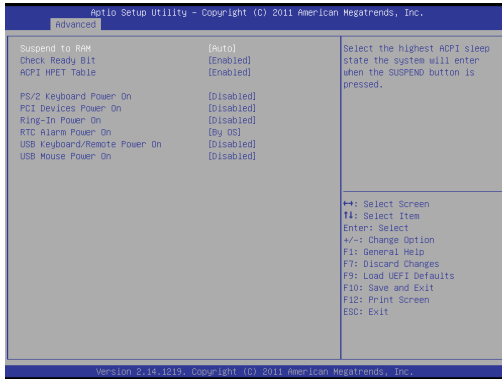 Aptio Setup Utility – Copyright (C) 2011 American Megatrends, Inc.
Advanced
Suspend to RAM [Auto]
Check Ready Bit [Enabled]
ACPI HPET Table [Enabled]
PS/2 Keyboard Power On [Disabled]
PCI Devices Power On [Disabled]
Ring-In Power On [Disabled]
RTC Alarm Power On [By OS]
USB Keyboard/Remote Power On [Disabled]
USB Mouse Power On [Disabled]
Select the highest ACPI sleep
state the system will enter
when the SUSPEND button is
pressed.
↔: Select Screen
↑↓: Select Item
Enter: Select
+/-: Change Option
F1: General Help
F7: Discard Changes
F9: Load UEFI Defaults
F10: Save and Exit
F12: Print Screen
ESC: Exit
Version 2.14.1219. Copyright (C) 2011 American Megatrends, Inc.